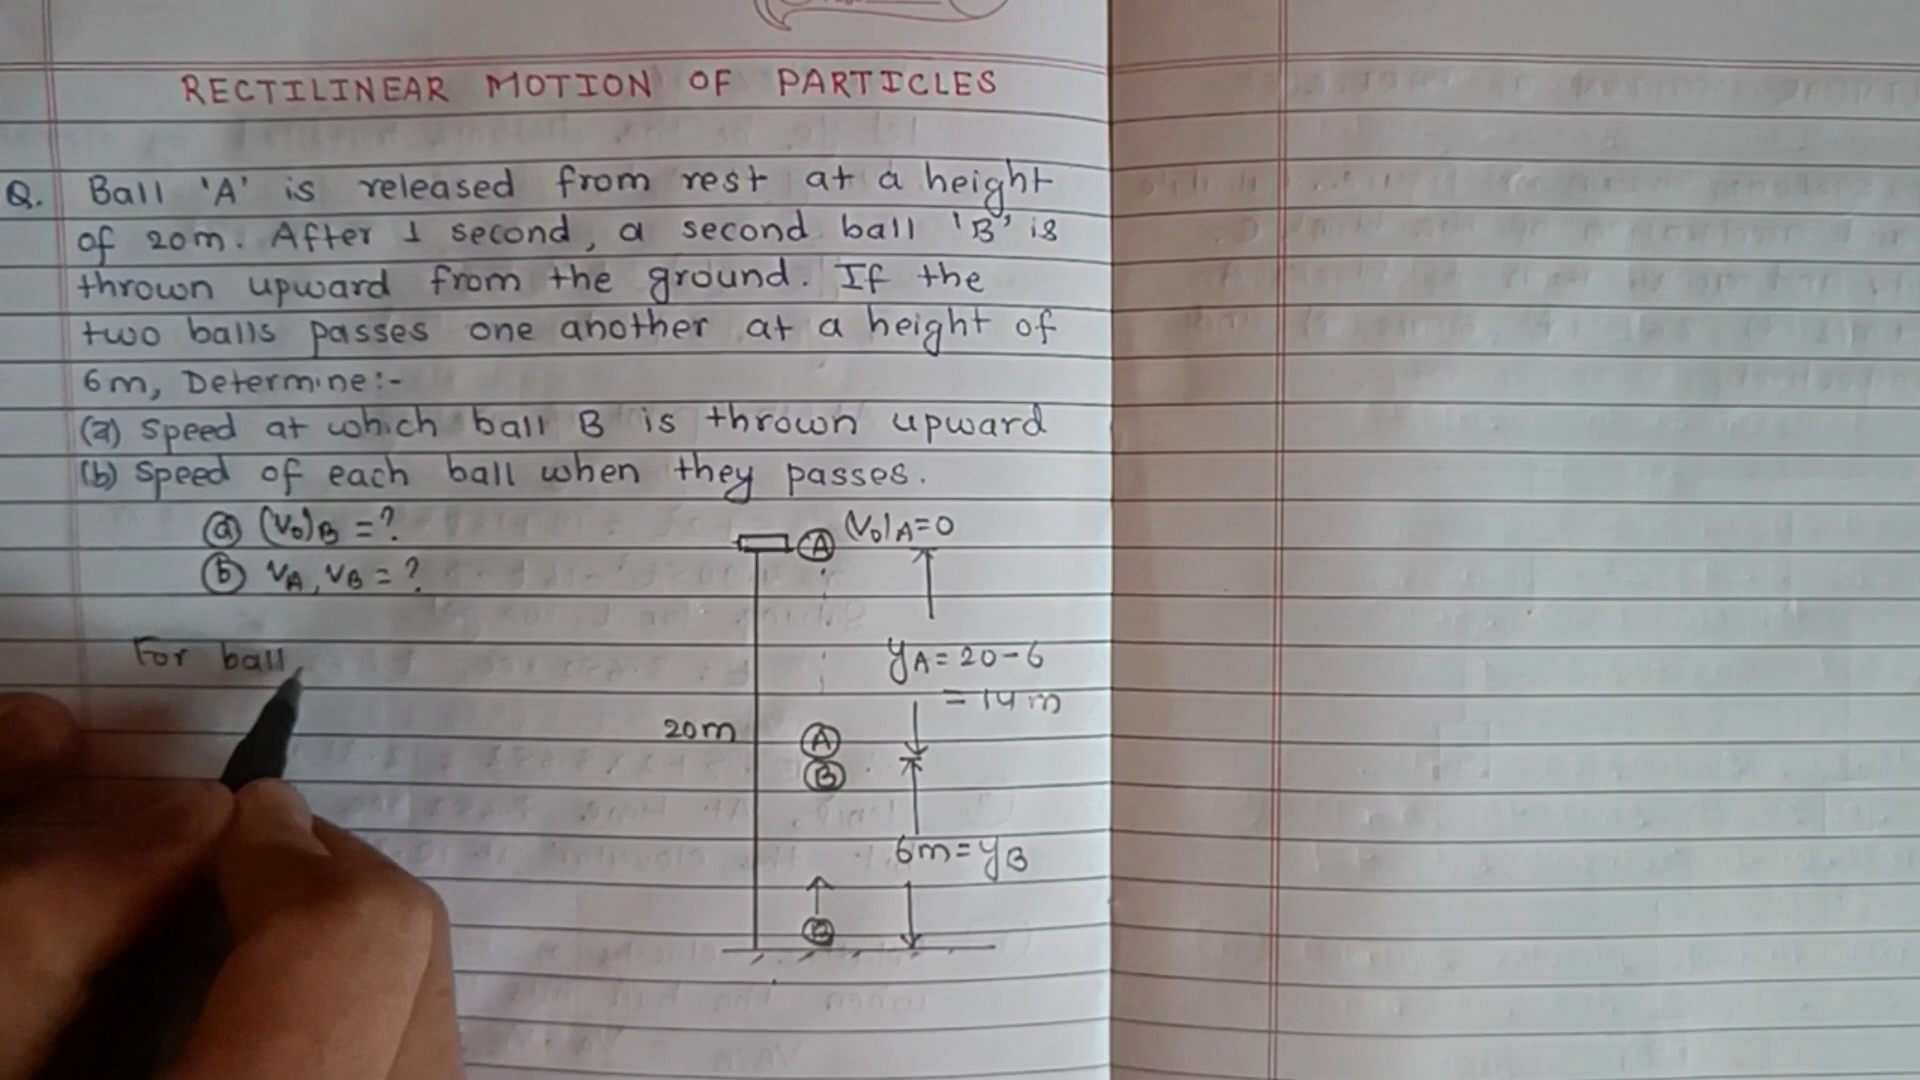 RECTILINEAR MOTION OF PARTICLES
Q. Ball 'A' is released from rest at a height
of 20m. After 1 second, a second ball 'B' is
thrown upward from the ground. If the
two balls passes one another at a height of
6m, Determine:-
(a) Speed at which ball B is thrown upward
(b) Speed of each ball when they passes.
(a) (V₀)B = ?
(b) VA, VB = ?
For ball
A (V₀)A=0
yA = 20-6
= 14m
20m
A
B
6m = yB
B